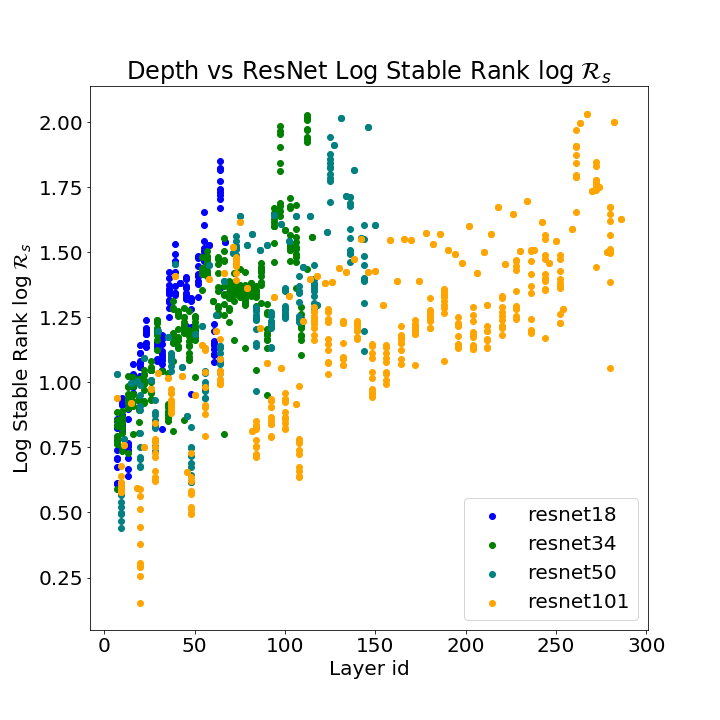 Depth vs ResNet Log Stable Rank log ℛₛ
Log Stable Rank log ℛₛ
2.00
1.75
1.50
1.25
1.00
0.75
0.50
0.25
resnet18
resnet34
resnet50
resnet101
0 50 100 150 200 250 300
Layer id